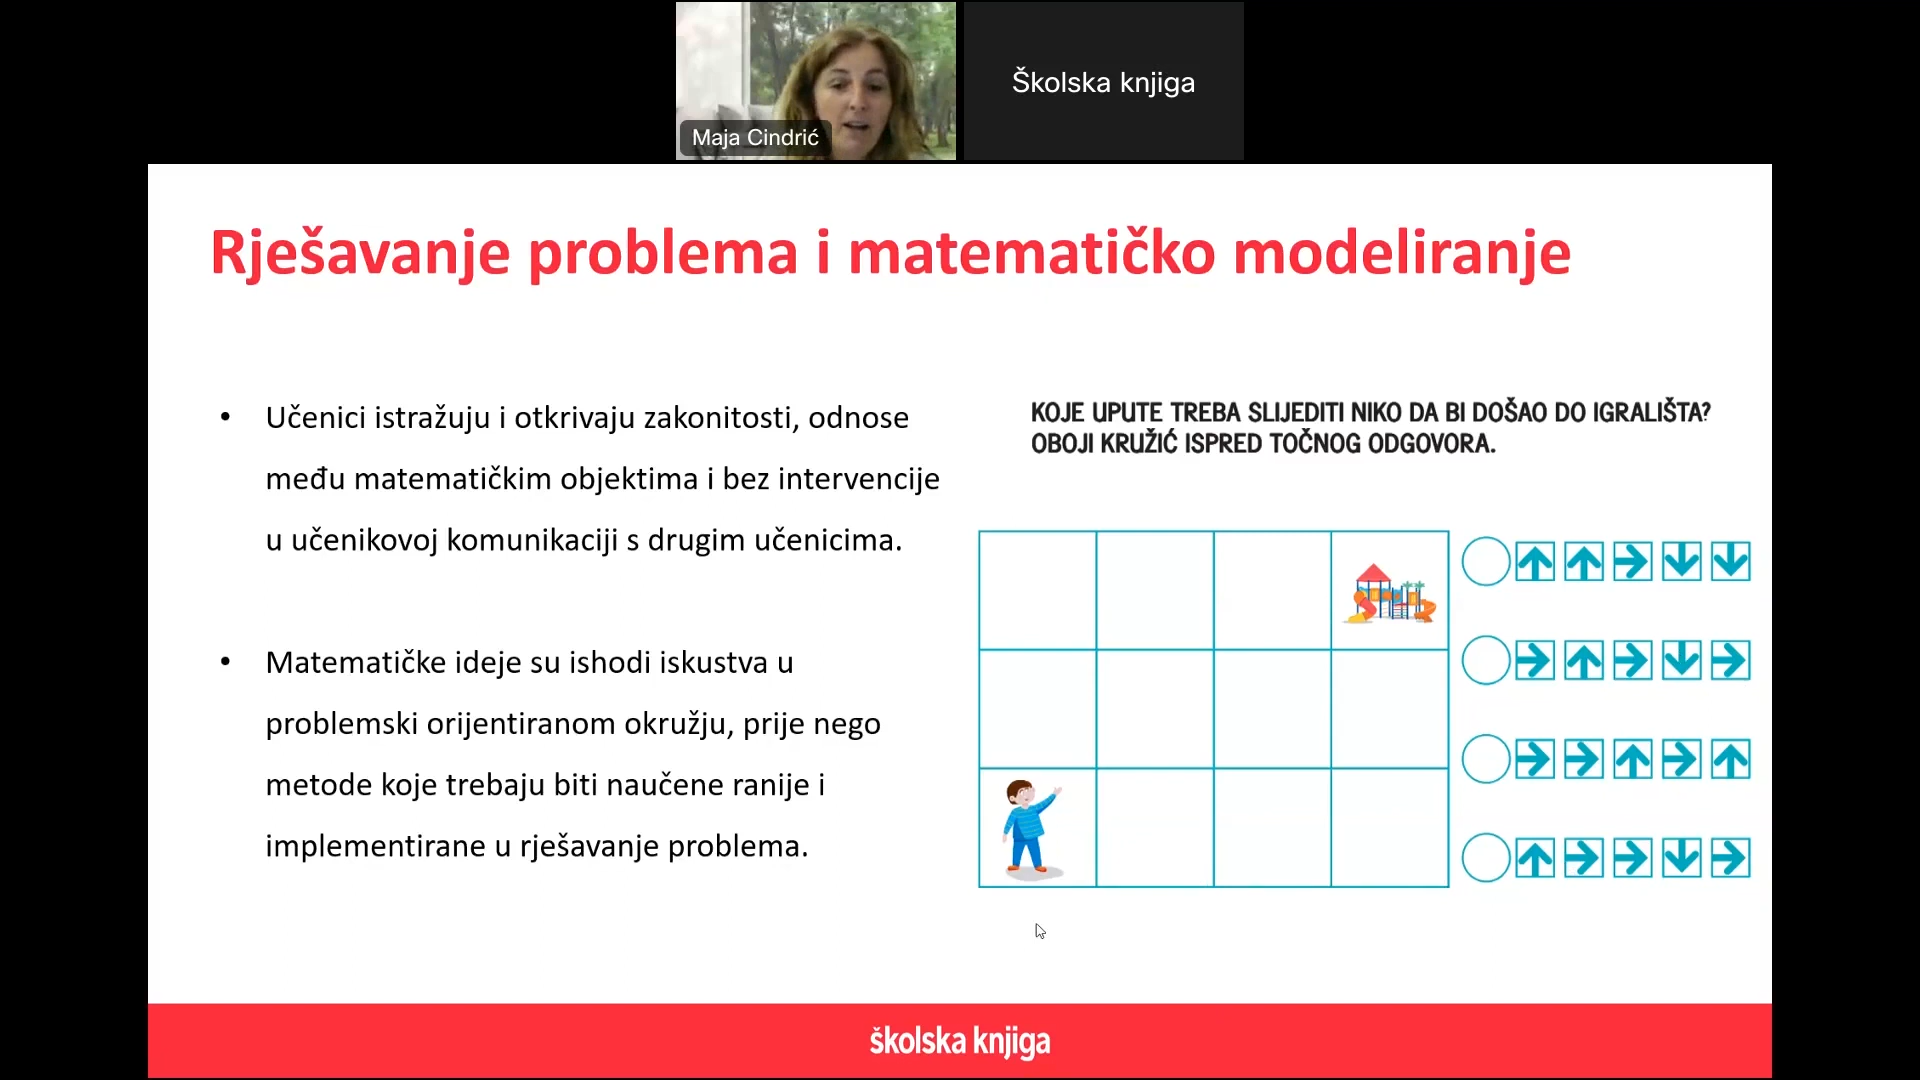 Maja Cindrić
Školska knjiga
Rješavanje problema i matematičko modeliranje
• Učenici istražuju i otkrivaju zakonitosti, odnose
među matematičkim objektima i bez intervencije
u učenikovoj komunikaciji s drugim učenicima.
• Matematičke ideje su ishodi iskustva u
problemski orijentiranom okružju, prije nego
metode koje trebaju biti naučene ranije i
implementirane u rješavanje problema.
KOJE UPUTE TREBA SLIJEDITI NIKO DA BI DOŠAO DO IGRALIŠTA?
OBOJI KRUŽIĆ ISPRED TOČNOG ODGOVORA.
školska knjiga